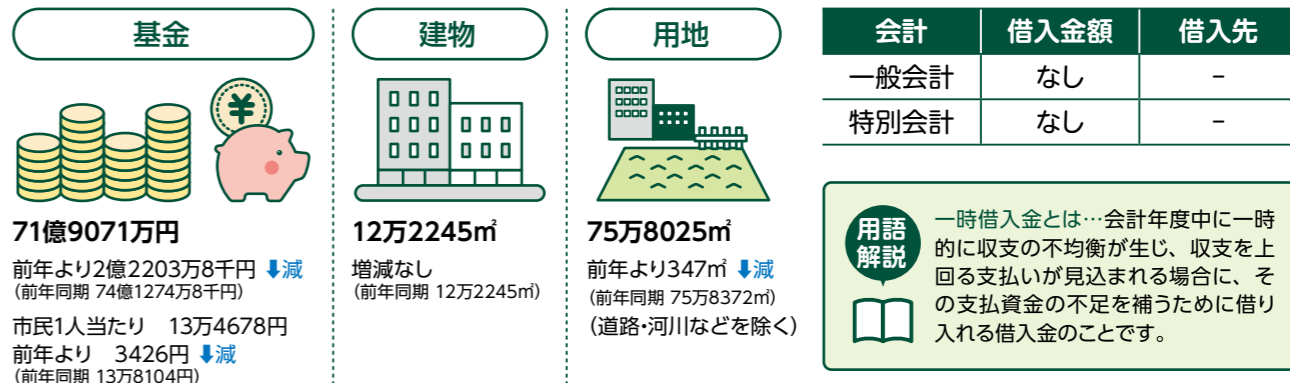 基金
¥
71億9071万円
前年より2億2203万8千円 ⬇減
(前年同期 74億1274万8千円)
市民1人当たり 13万4678円
前年より 3426円 ⬇減
(前年同期 13万8104円)
建物
12万2245㎡
増減なし
(前年同期 12万2245㎡)
用地
75万8025㎡
前年より347㎡ ⬇減
(前年同期 75万8372㎡)
(道路・河川などを除く)
会計 借入金額 借入先
一般会計 なし −
特別会計 なし −
用語
解説
一時借入金とは…会計年度中に一時
的に収支の不均衡が生じ、収支を上
回る支払いが見込まれる場合に、そ
の支払資金の不足を補うために借り
入れる借入金のことです。